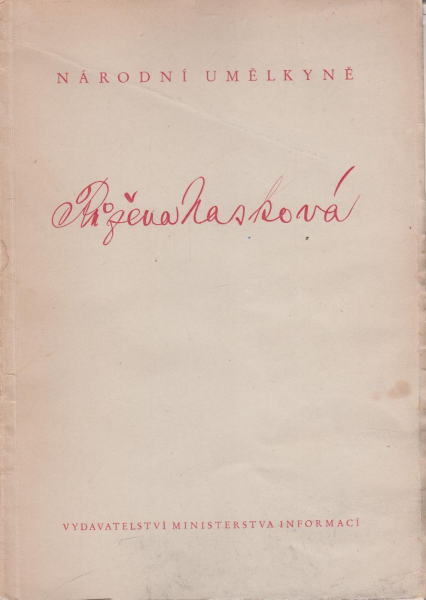 NÁRODNÍ UMĚLKYNĚ
Růžena Nasková
VYDAVATELSTVÍ MINISTERSTVA INFORMACÍ